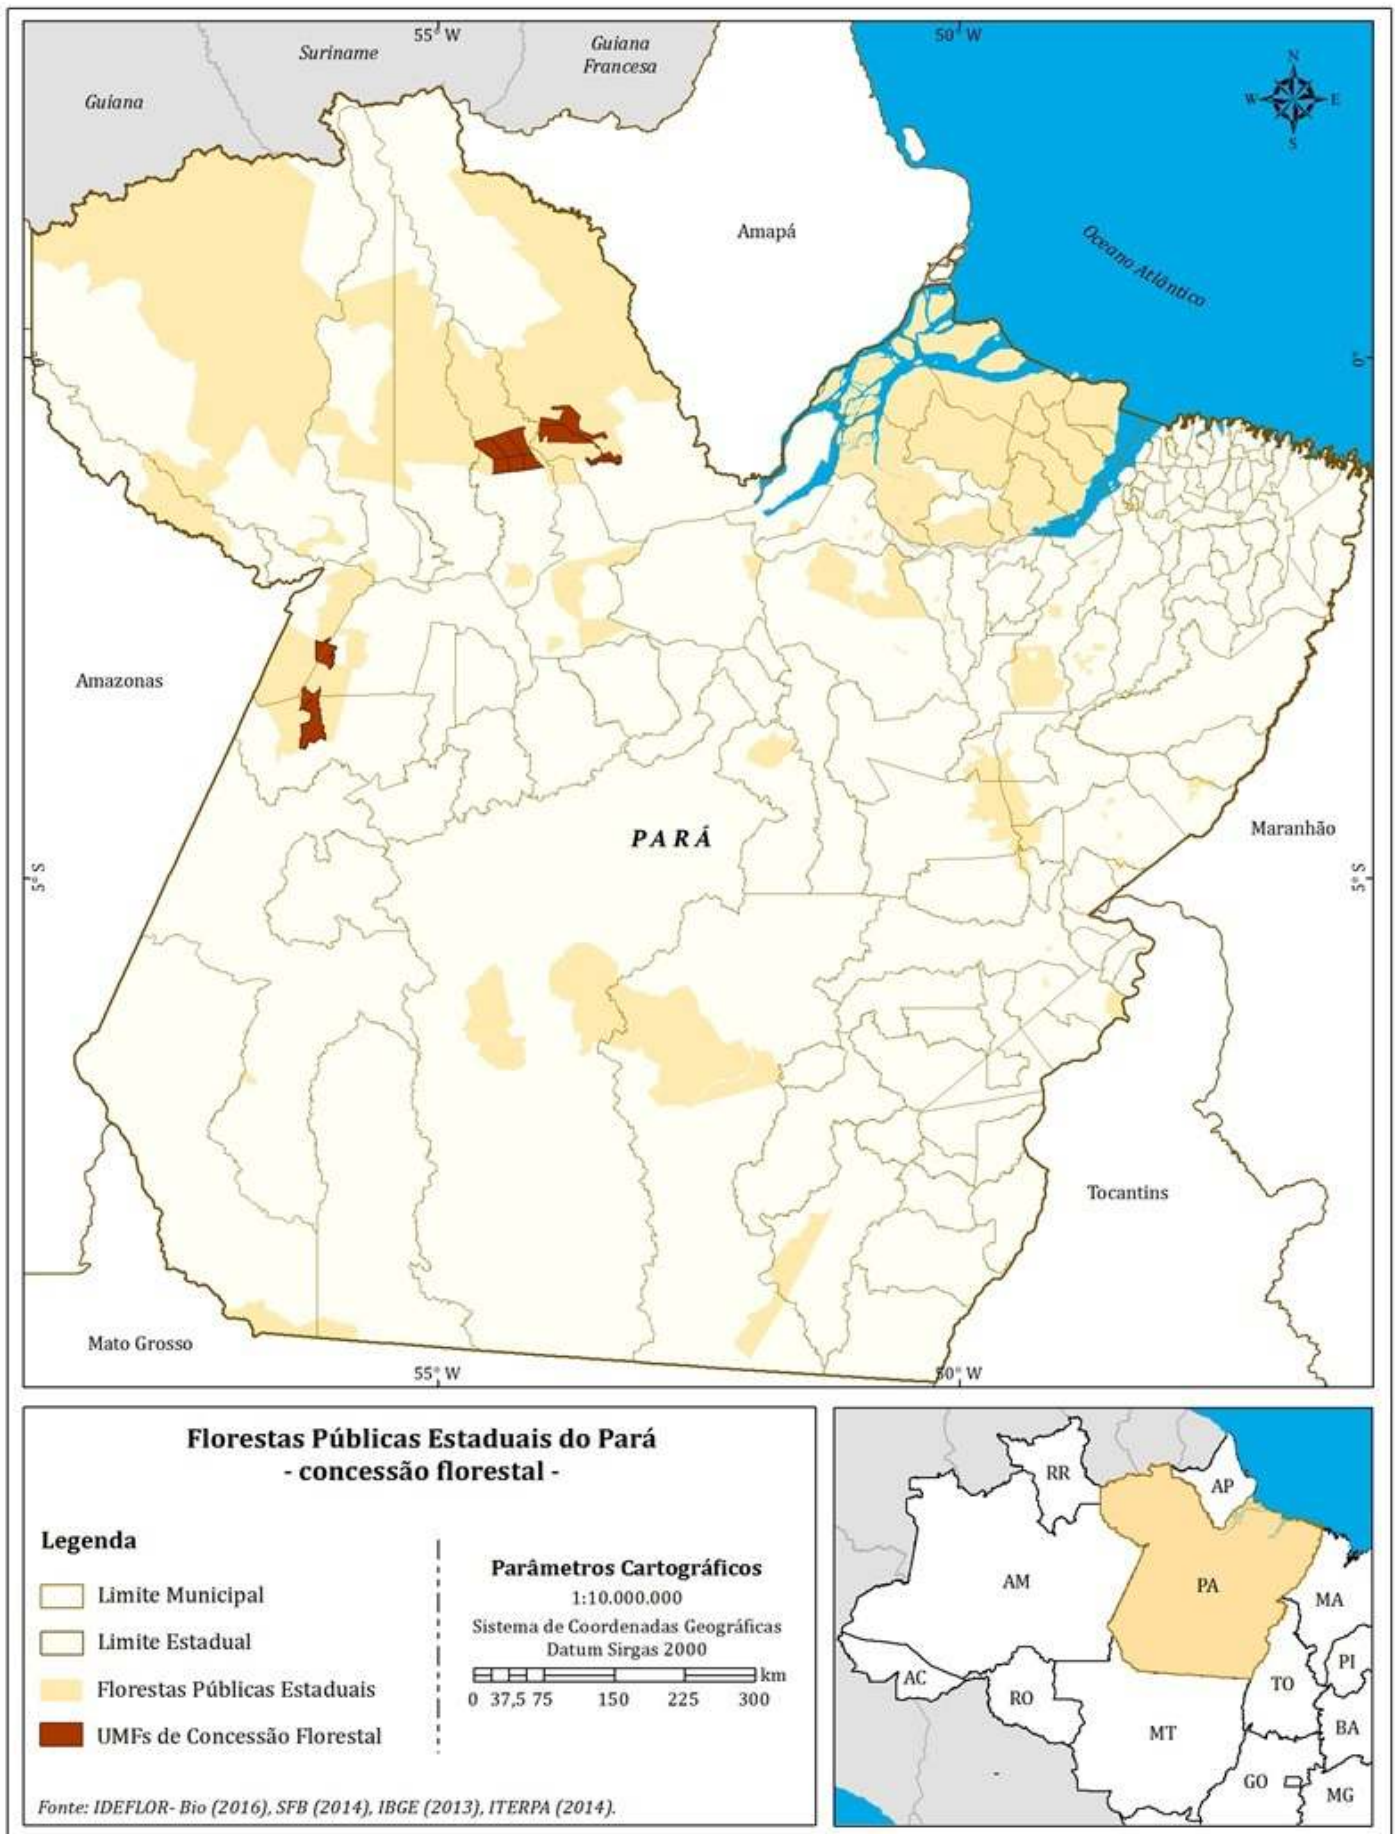 55° W
50° W
Suriname
Guiana
Francesa
Guiana
N
W
E
S
Amapá
Oceano Atlântico
0°
0°
Amazonas
PARÁ
Maranhão
5° S
5° S
Tocantins
Mato Grosso
55° W
50° W
Florestas Públicas Estaduais do Pará
- concessão florestal -
Legenda
Limite Municipal
Limite Estadual
Florestas Públicas Estaduais
UMFs de Concessão Florestal
Parâmetros Cartográficos
1:10.000.000
Sistema de Coordenadas Geográficas
Datum Sirgas 2000
km
0 37,5 75 150 225 300
Fonte: IDEFLOR- Bio (2016), SFB (2014), IBGE (2013), ITERPA (2014).
RR
AP
AM
PA
MA
AC
RO
PI
TO
MT
BA
GO
MG